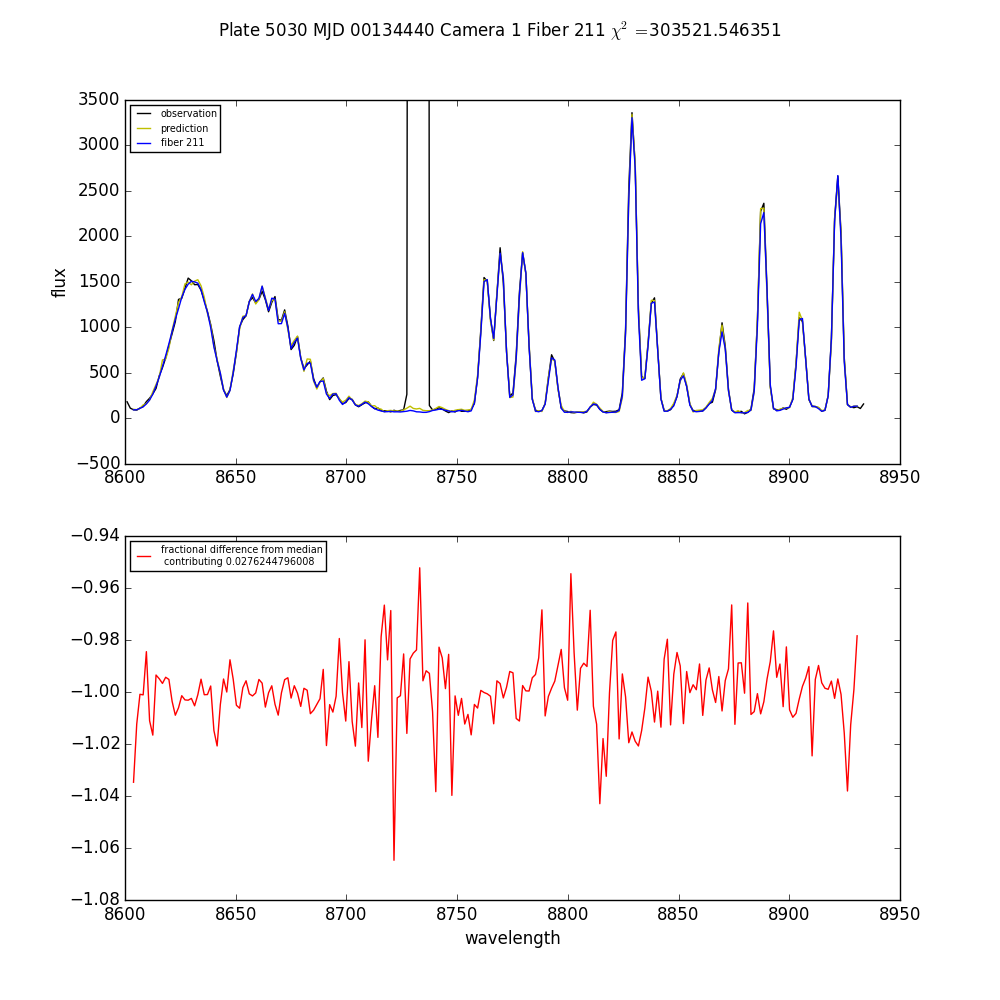 Plate 5030 MJD 00134440 Camera 1 Fiber 211 χ² =303521.546351
3500
3000
2500
2000
1500
1000
500
0
−500
flux
observation
prediction
fiber 211
8600 8650 8700 8750 8800 8850 8900 8950
−0.94
−0.96
−0.98
−1.00
−1.02
−1.04
−1.06
−1.08
fractional difference from median
contributing 0.0276244796008
8600 8650 8700 8750 8800 8850 8900 8950
wavelength